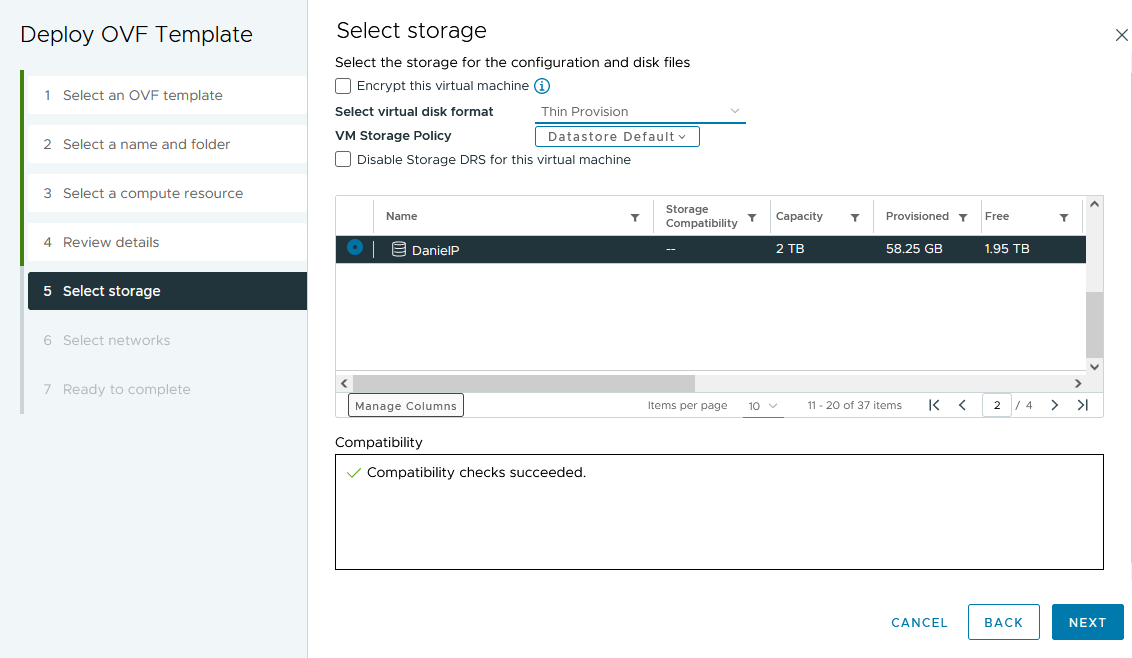 Deploy OVF Template
1 Select an OVF template
2 Select a name and folder
3 Select a compute resource
4 Review details
5 Select storage
6 Select networks
7 Ready to complete
Select storage
Select the storage for the configuration and disk files
Encrypt this virtual machine
Select virtual disk format Thin Provision
VM Storage Policy Datastore Default
Disable Storage DRS for this virtual machine
Name Storage Compatibility Capacity Provisioned Free
DanielP -- 2 TB 58.25 GB 1.95 TB
Manage Columns Items per page 10 11 - 20 of 37 items 2 / 4
Compatibility
Compatibility checks succeeded.
CANCEL BACK NEXT